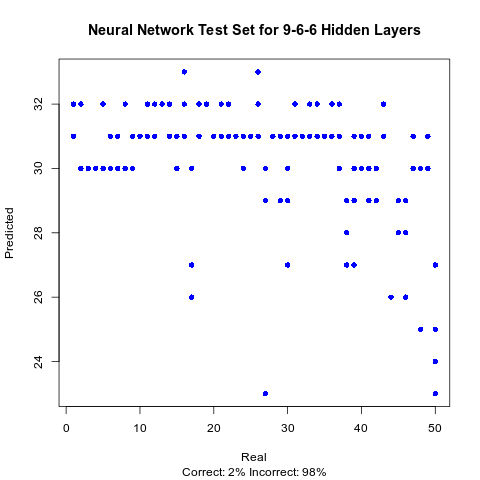 Neural Network Test Set for 9-6-6 Hidden Layers
Predicted
32
30
28
26
24
0 10 20 30 40 50
Real
Correct: 2% Incorrect: 98%